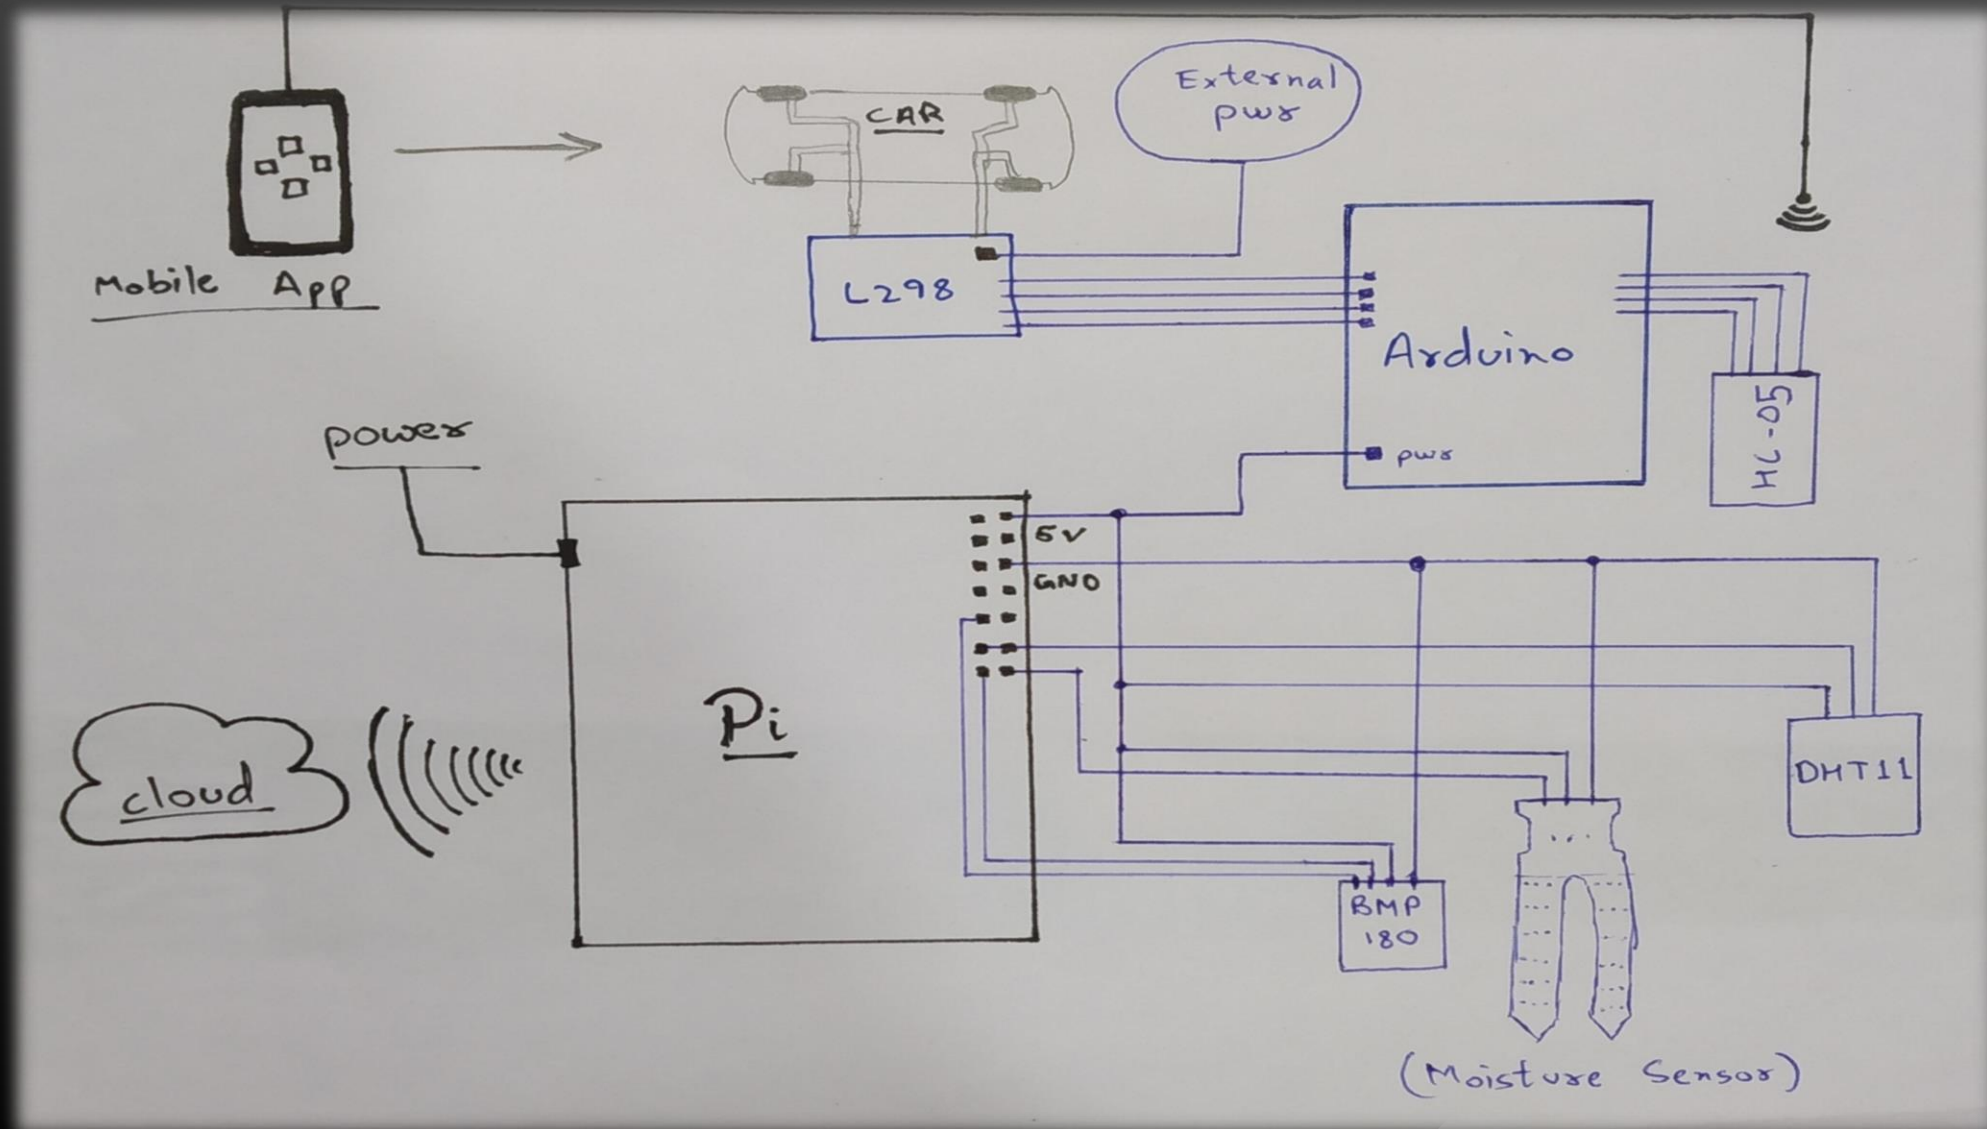 External
pwr
CAR
Mobile App
L298
Arduino
HC-05
power
pwr
5V
GND
Pi
cloud
DHT11
BMP
180
(Moisture Sensor)